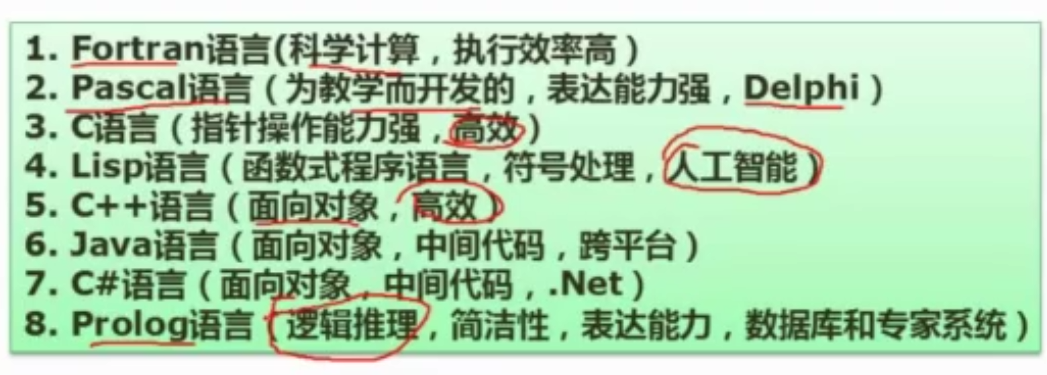 1. Fortran语言(科学计算，执行效率高）
2. Pascal语言（为教学而开发的，表达能力强，Delphi）
3. C语言（指针操作能力强，高效）
4. Lisp语言（函数式程序语言，符号处理，人工智能）
5. C++语言（面向对象，高效）
6. Java语言（面向对象，中间代码，跨平台）
7. C#语言（面向对象，中间代码，.Net）
8. Prolog语言（逻辑推理，简洁性，表达能力，数据库和专家系统）